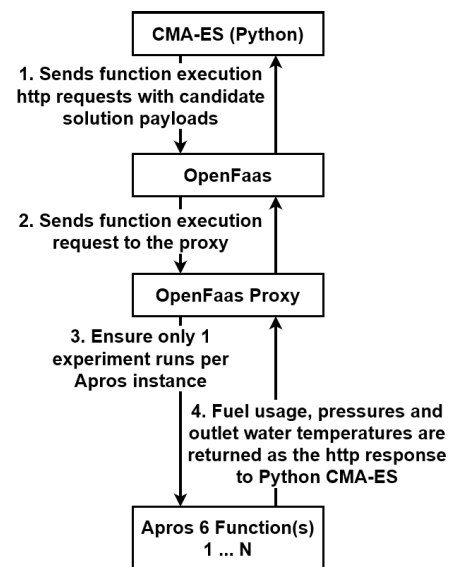 CMA-ES (Python)
1. Sends function execution
http requests with candidate
solution payloads
OpenFaas
2. Sends function execution
request to the proxy
OpenFaas Proxy
3. Ensure only 1
experiment runs per
Apros instance
4. Fuel usage, pressures and
outlet water temperatures are
returned as the http response
to Python CMA-ES
Apros 6 Function(s)
1 ... N